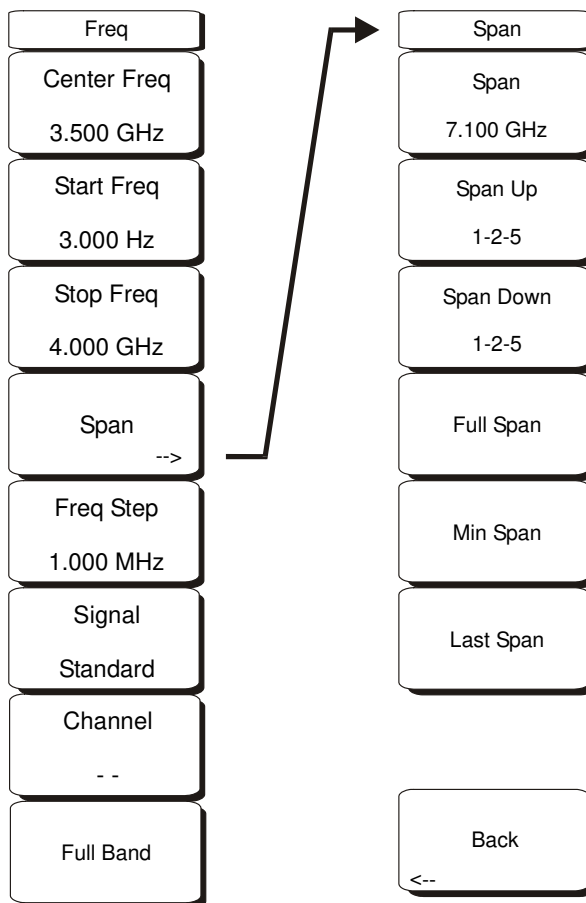 Freq
Center Freq
3.500 GHz
Start Freq
3.000 Hz
Stop Freq
4.000 GHz
Span
-->
Freq Step
1.000 MHz
Signal
Standard
Channel
- -
Full Band
Span
Span
7.100 GHz
Span Up
1-2-5
Span Down
1-2-5
Full Span
Min Span
Last Span
Back
<--